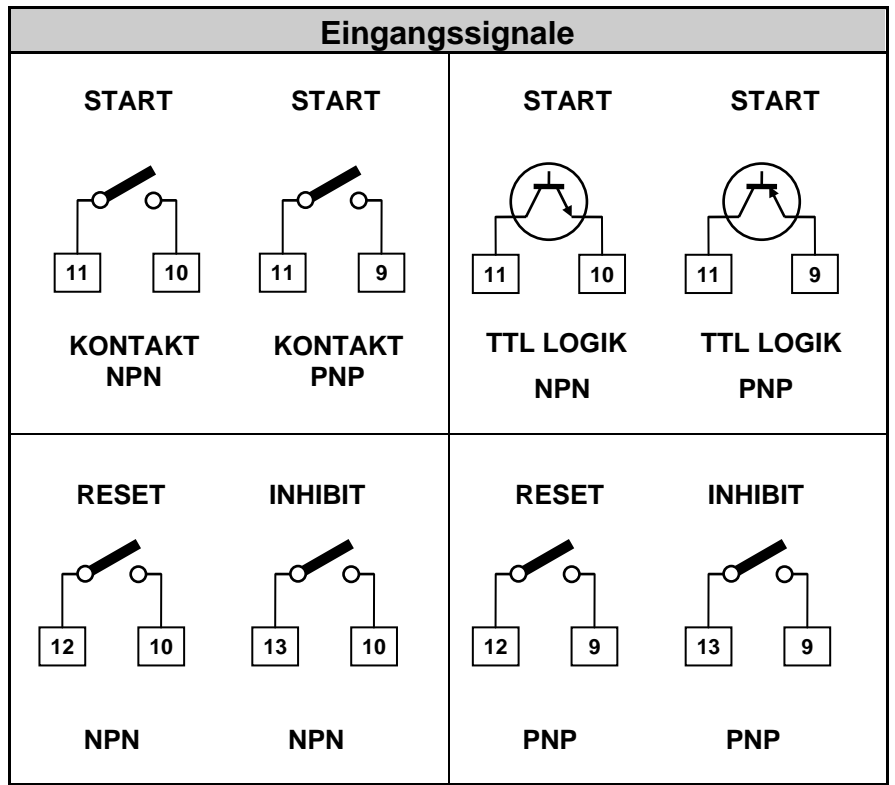 Eingangssignale
START START
11 10 11 9
KONTAKT KONTAKT
NPN PNP
START START
11 10 11 9
TTL LOGIK TTL LOGIK
NPN PNP
RESET INHIBIT
12 10 13 10
NPN NPN
RESET INHIBIT
12 9 13 9
PNP PNP